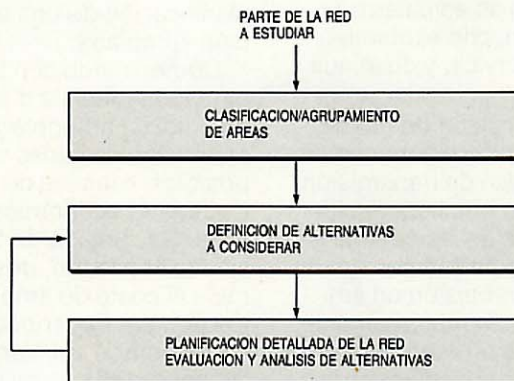 PARTE DE LA RED
A ESTUDIAR
CLASIFICACION/AGRUPAMIENTO
DE AREAS
DEFINICION DE ALTERNATIVAS
A CONSIDERAR
PLANIFICACION DETALLADA DE LA RED
EVALUACION Y ANALISIS DE ALTERNATIVAS